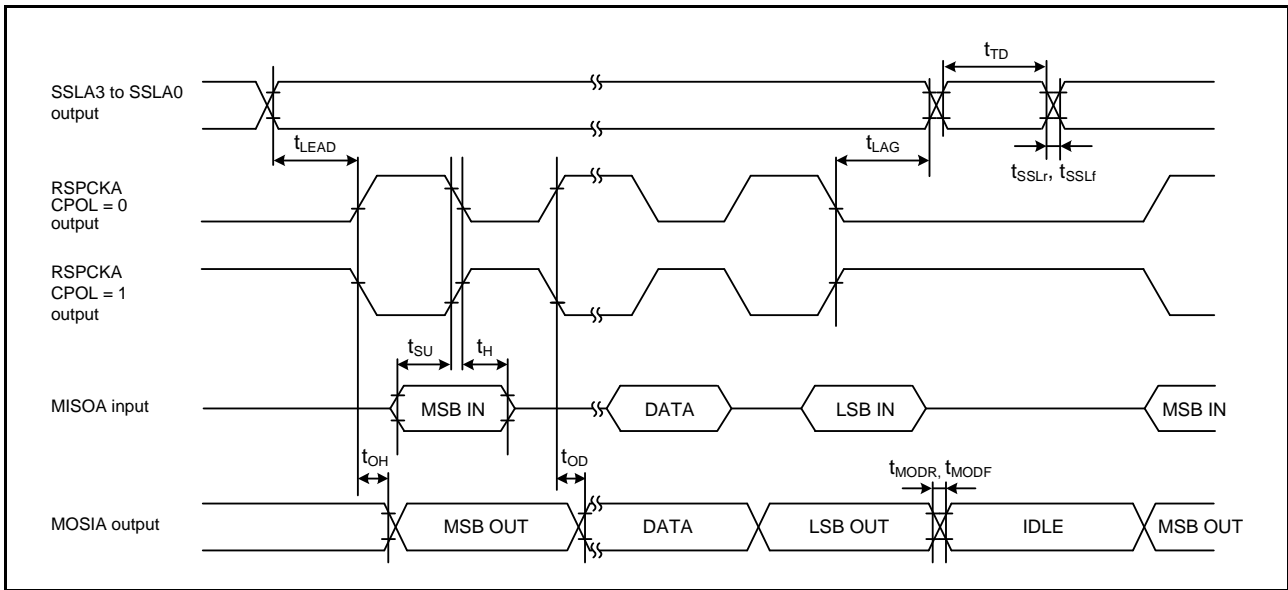 tTD
SSLA3 to SSLA0
output
tLEAD
tLAG
tSSLr, tSSLf
RSPCKA
CPOL = 0
output
RSPCKA
CPOL = 1
output
tSU
tH
MISOA input
MSB IN
DATA
LSB IN
MSB IN
tOH
tOD
tMODR, tMODF
MOSIA output
MSB OUT
DATA
LSB OUT
IDLE
MSB OUT